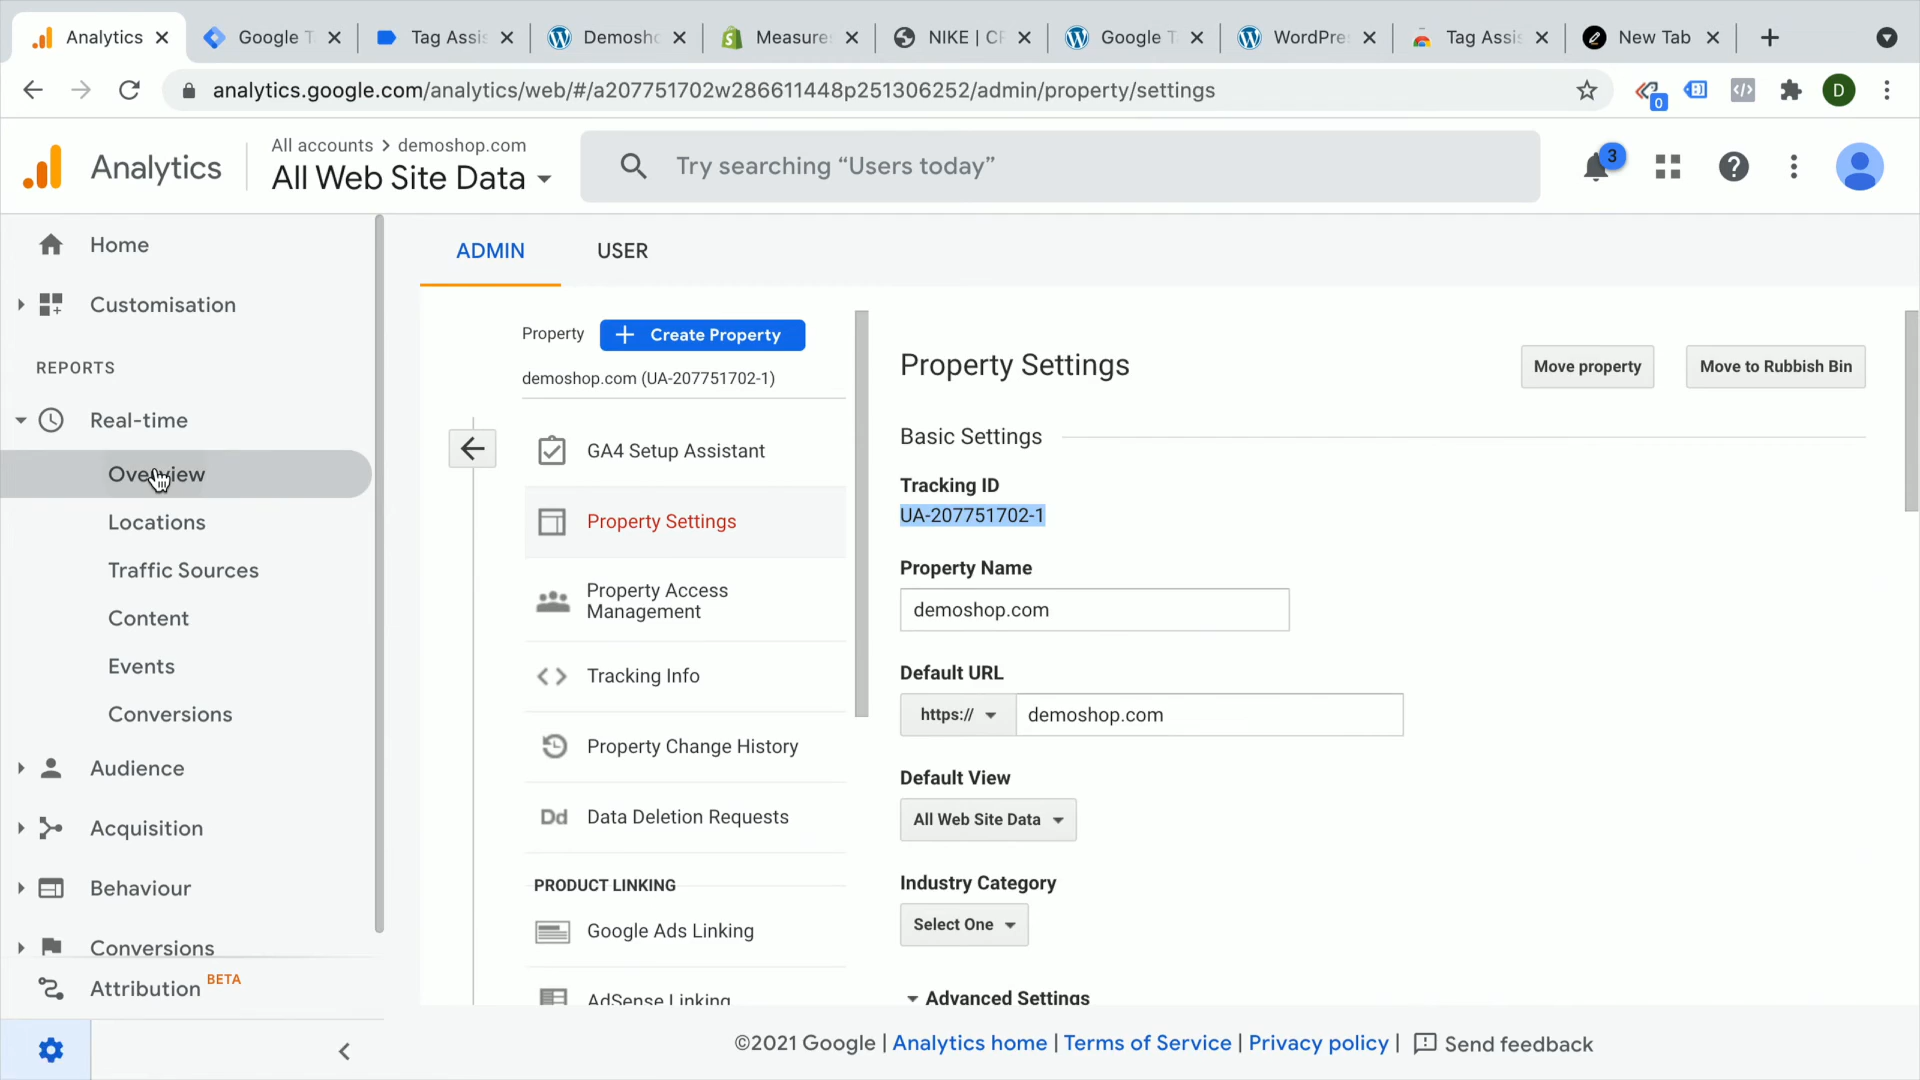 Analytics
Google T
Tag Assis
Demosho
Measure
NIKE | CR
Google T
WordPre
Tag Assis
New Tab
analytics.google.com/analytics/web/#/a207751702w286611448p251306252/admin/property/settings
0
D
Analytics
All accounts > demoshop.com
All Web Site Data
Try searching “Users today”
3
Home
Customisation
REPORTS
Real-time
Overview
Locations
Traffic Sources
Content
Events
Conversions
Audience
Acquisition
Behaviour
Conversions
Attribution BETA
ADMIN
USER
Property
+ Create Property
demoshop.com (UA-207751702-1)
GA4 Setup Assistant
Property Settings
Property Access
Management
Tracking Info
Property Change History
Dd Data Deletion Requests
PRODUCT LINKING
Google Ads Linking
AdSense Linking
Property Settings
Move property
Move to Rubbish Bin
Basic Settings
Tracking ID
UA-207751702-1
Property Name
demoshop.com
Default URL
https://
demoshop.com
Default View
All Web Site Data
Industry Category
Select One
Advanced Settings
©2021 Google | Analytics home | Terms of Service | Privacy policy | Send feedback